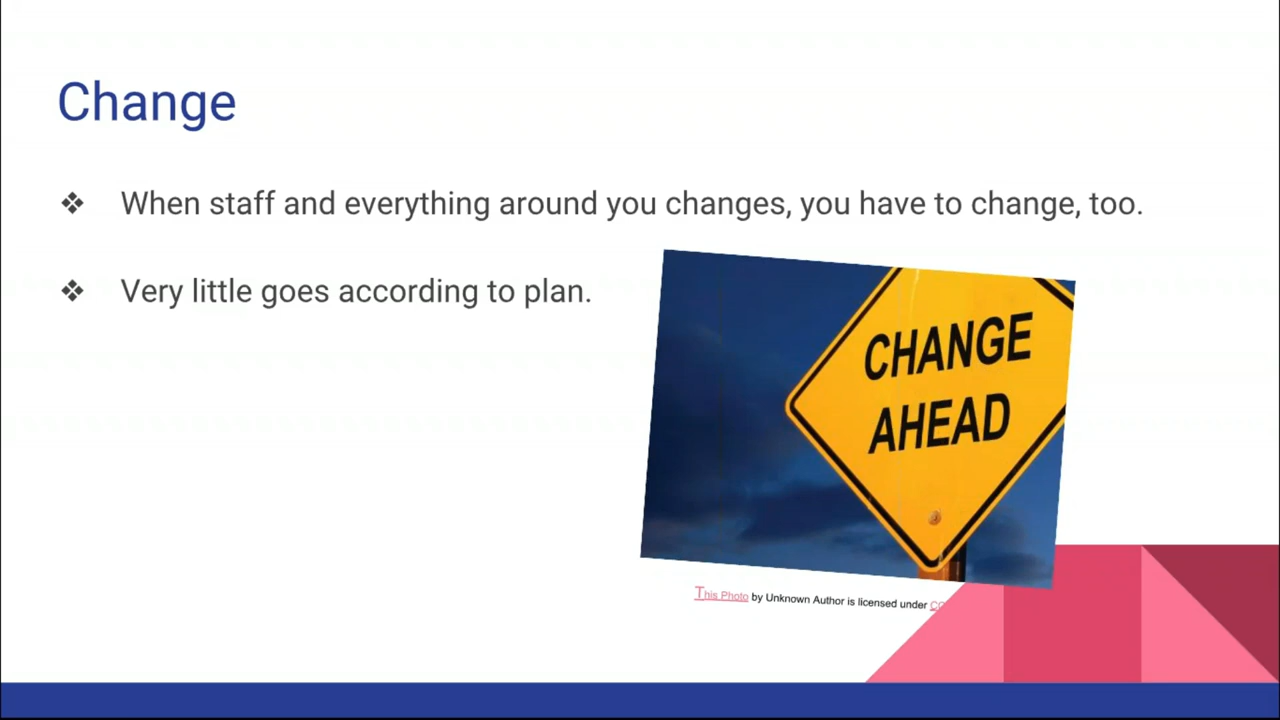 Change
When staff and everything around you changes, you have to change, too.
Very little goes according to plan.
CHANGE
AHEAD
This Photo by Unknown Author is licensed under